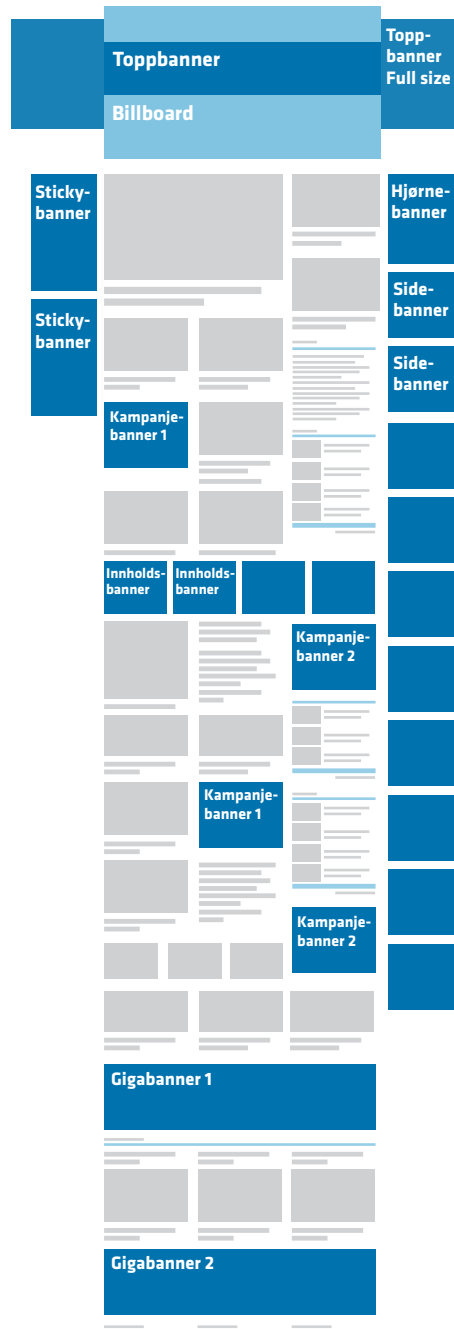 Toppbanner
Topp-
banner
Full size
Billboard
Sticky-
banner
Hjørne-
banner
Side-
banner
Sticky-
banner
Side-
banner
Kampanje-
banner 1
Innholds-
banner
Innholds-
banner
Kampanje-
banner 2
Kampanje-
banner 1
Kampanje-
banner 2
Gigabanner 1
Gigabanner 2